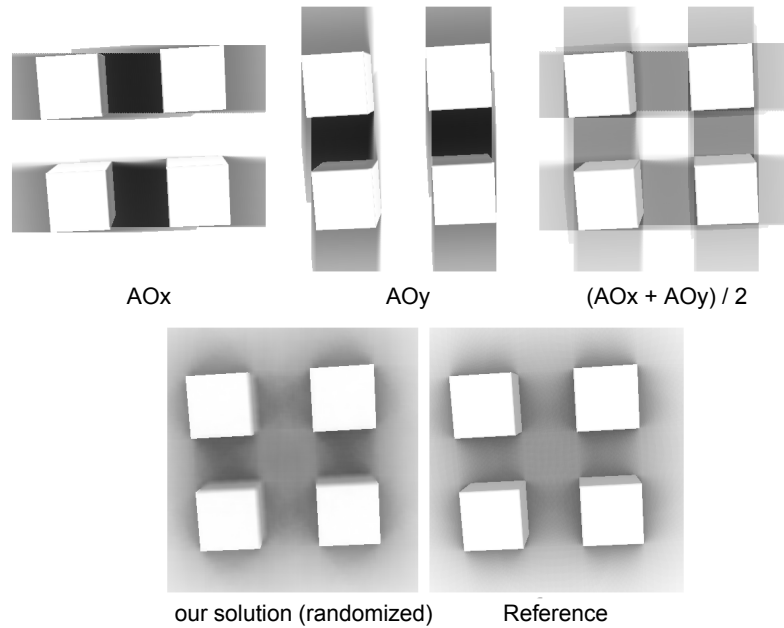 AOx
AOy
(AOx + AOy) / 2
our solution (randomized)
Reference